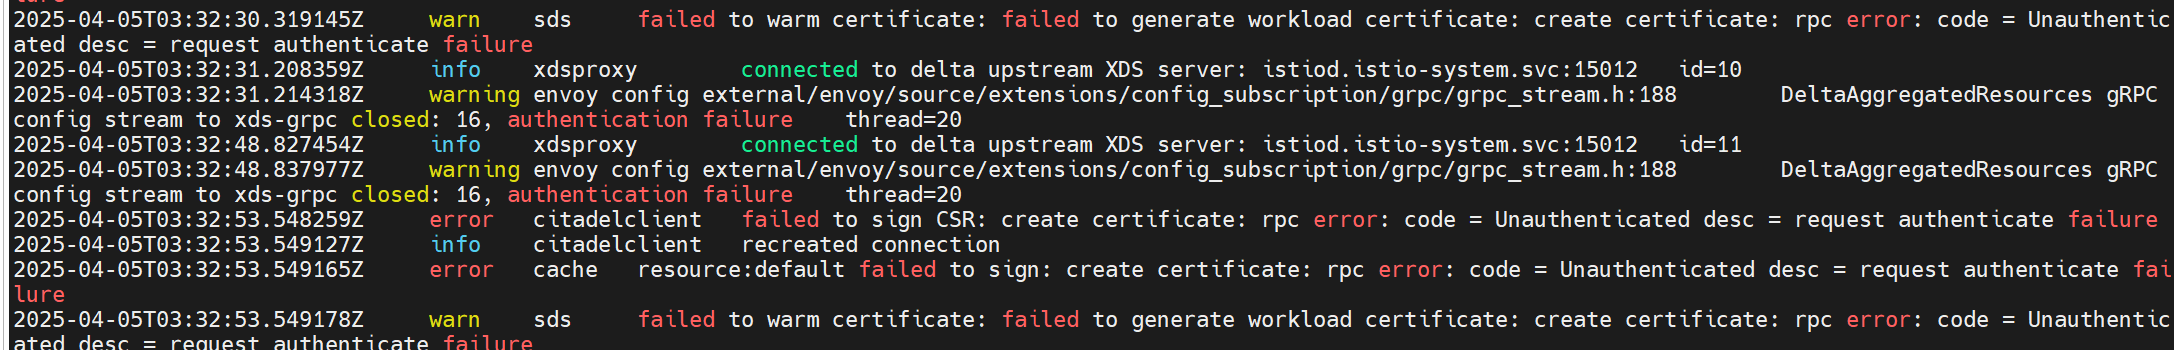 lure
2025-04-05T03:32:30.319145Z     warn    sds     failed to warm certificate: failed to generate workload certificate: create certificate: rpc error: code = Unauthentic
ated desc = request authenticate failure
2025-04-05T03:32:31.208359Z     info    xdsproxy        connected to delta upstream XDS server: istiod.istio-system.svc:15012   id=10
2025-04-05T03:32:31.214318Z     warning envoy config external/envoy/source/extensions/config_subscription/grpc/grpc_stream.h:188        DeltaAggregatedResources gRPC
config stream to xds-grpc closed: 16, authentication failure    thread=20
2025-04-05T03:32:48.827454Z     info    xdsproxy        connected to delta upstream XDS server: istiod.istio-system.svc:15012   id=11
2025-04-05T03:32:48.837977Z     warning envoy config external/envoy/source/extensions/config_subscription/grpc/grpc_stream.h:188        DeltaAggregatedResources gRPC
config stream to xds-grpc closed: 16, authentication failure    thread=20
2025-04-05T03:32:53.548259Z     error   citadelclient   failed to sign CSR: create certificate: rpc error: code = Unauthenticated desc = request authenticate failure
2025-04-05T03:32:53.549127Z     info    citadelclient   recreated connection
2025-04-05T03:32:53.549165Z     error   cache   resource:default failed to sign: create certificate: rpc error: code = Unauthenticated desc = request authenticate fai
lure
2025-04-05T03:32:53.549178Z     warn    sds     failed to warm certificate: failed to generate workload certificate: create certificate: rpc error: code = Unauthentic
ated desc = request authenticate failure